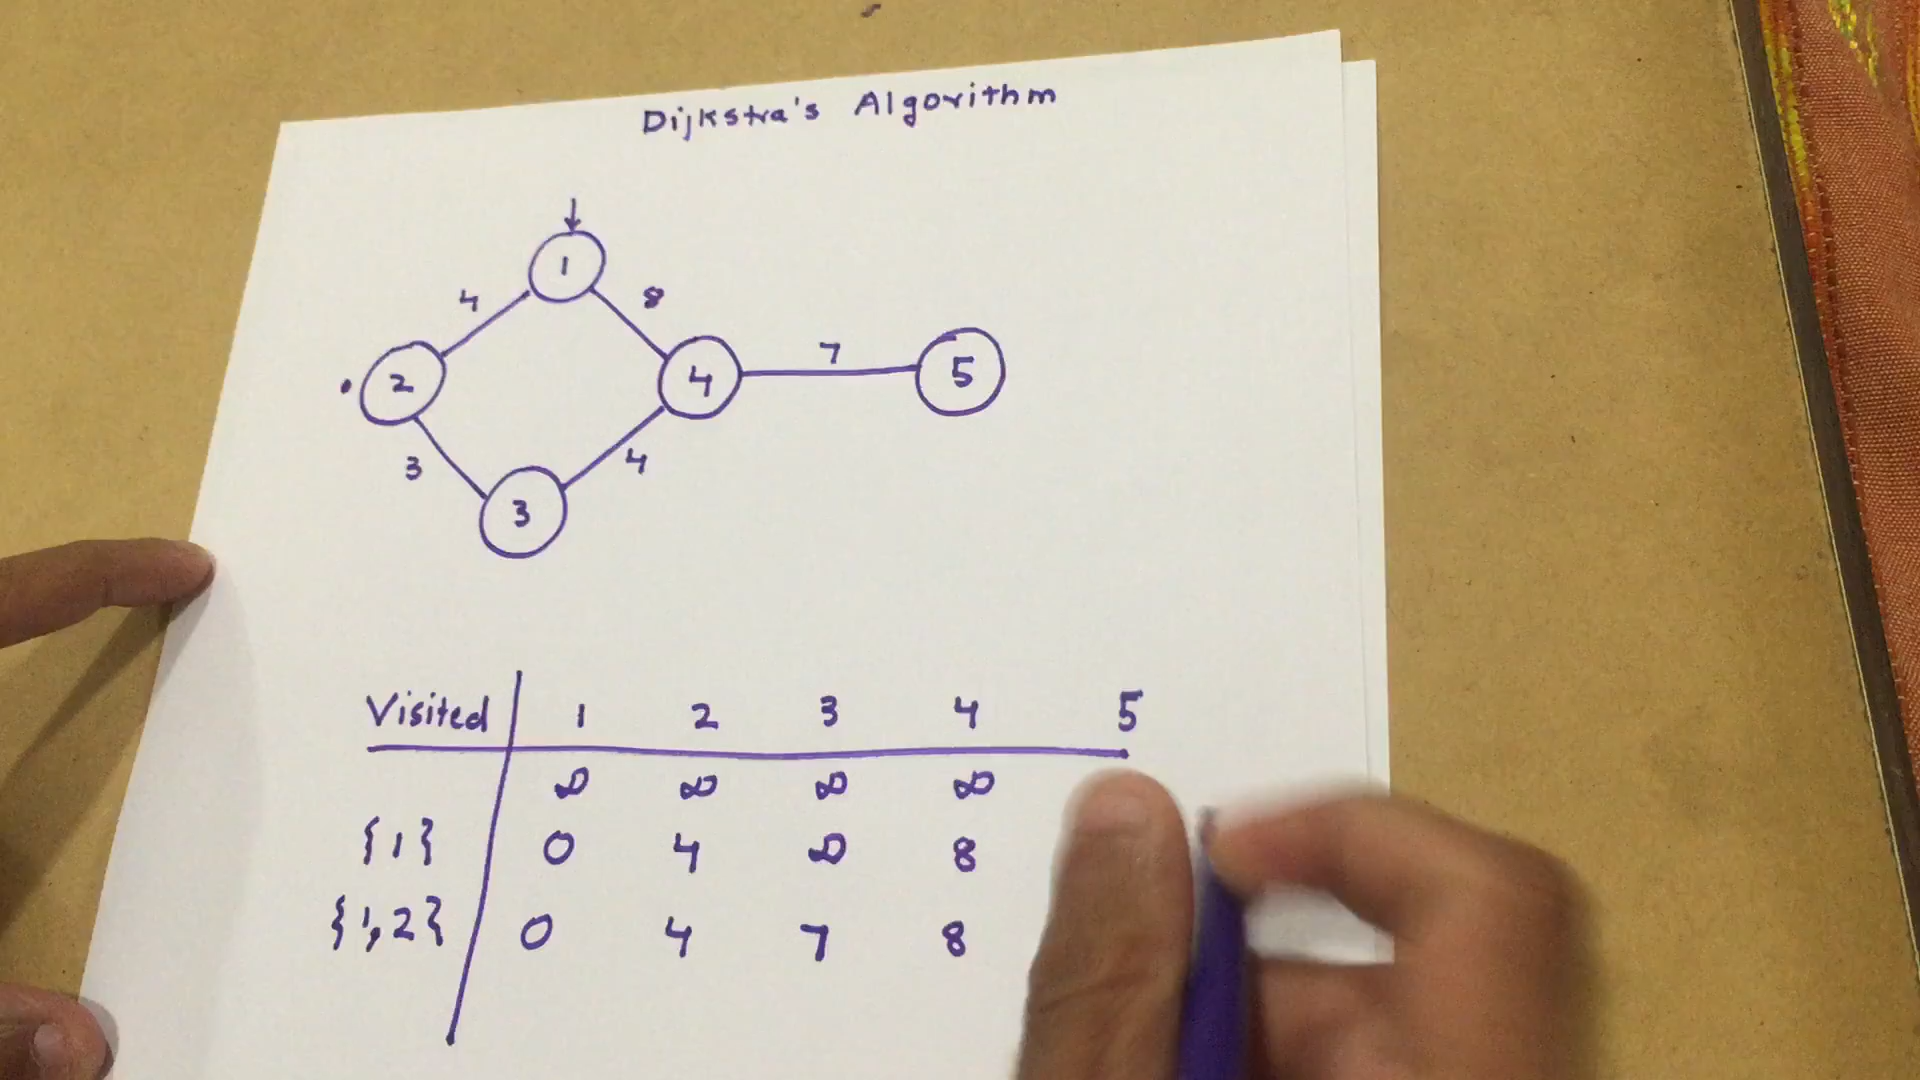 Dijkstra's Algorithm
1
4 8
7
2 4 5
3 4
3
Visited 1 2 3 4 5
∞ ∞ ∞ ∞
{1} 0 4 ∞ 8
{1,2} 0 4 7 8